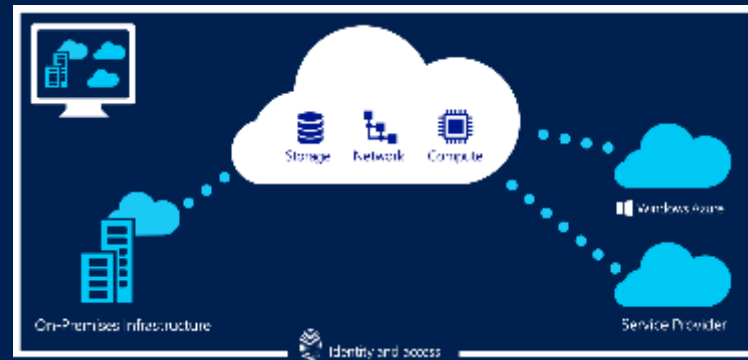 Storage Network Compute
Windows Azure
On-Premises Infrastructure
Service Provider
Identity and access